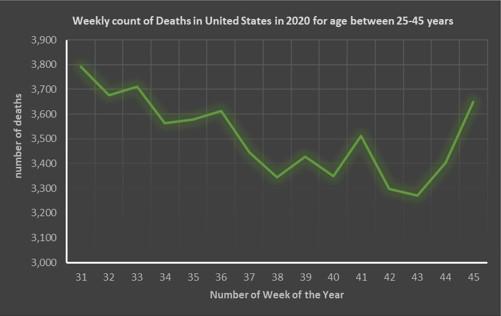 Weekly count of Deaths in United States in 2020 for age between 25-45 years
3,900
3,800
3,700
3,600
3,500
3,400
3,300
3,200
3,100
3,000
number of deaths
31 32 33 34 35 36 37 38 39 40 41 42 43 44 45
Number of Week of the Year